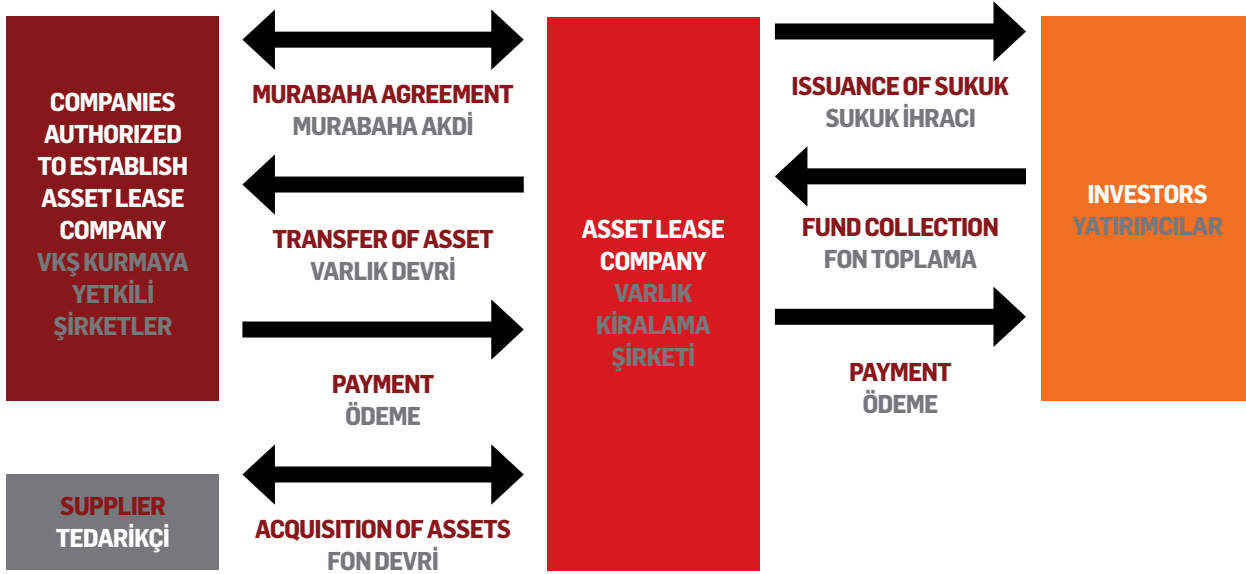 COMPANIES
AUTHORIZED
TO ESTABLISH
ASSET LEASE
COMPANY
VKŞ KURMAYA
YETKİLİ
ŞİRKETLER
MURABAHA AGREEMENT
MURABAHA AKDİ
TRANSFER OF ASSET
VARLIK DEVRİ
PAYMENT
ÖDEME
SUPPLIER
TEDARİKÇİ
ACQUISITION OF ASSETS
FON DEVRİ
ASSET LEASE
COMPANY
VARLIK
KİRALAMA
ŞİRKETİ
ISSUANCE OF SUKUK
SUKUK İHRACI
FUND COLLECTION
FON TOPLAMA
PAYMENT
ÖDEME
INVESTORS
YATIRIMCILAR